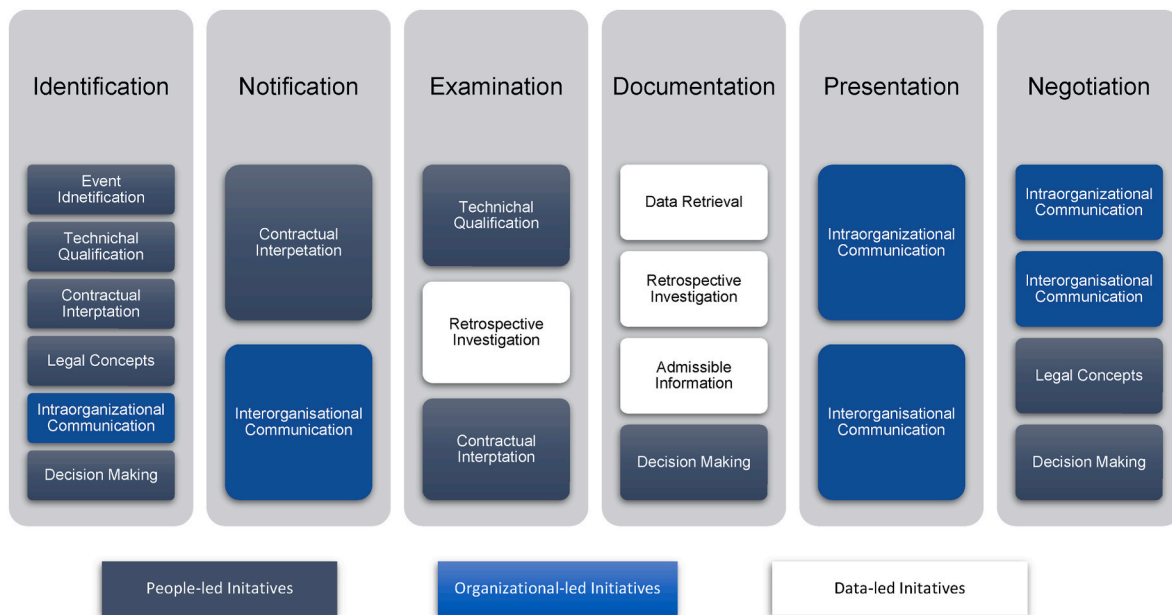 Identification
Event
Idnetification
Technichal
Qualification
Contractual
Interptation
Legal Concepts
Intraorganizational
Communication
Decision Making
Notification
Contractual
Interpetation
Interorganisational
Communication
Examination
Technichal
Qualification
Retrospective
Investigation
Contractual
Interptation
Documentation
Data Retrieval
Retrospective
Investigation
Admissible
Information
Decision Making
Presentation
Intraorganizational
Communication
Interorganisational
Communication
Negotiation
Intraorganizational
Communication
Interorganisational
Communication
Legal Concepts
Decision Making
People-led Initatives
Organizational-led Initiatives
Data-led Initatives